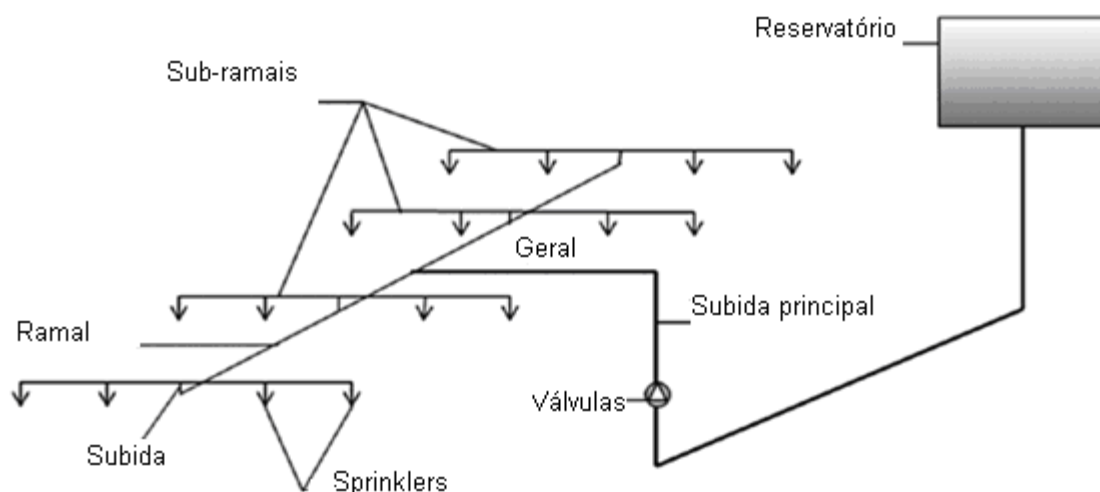 Reservatório
Sub-ramais
Geral
Subida principal
Ramal
Válvulas
Subida
Sprinklers